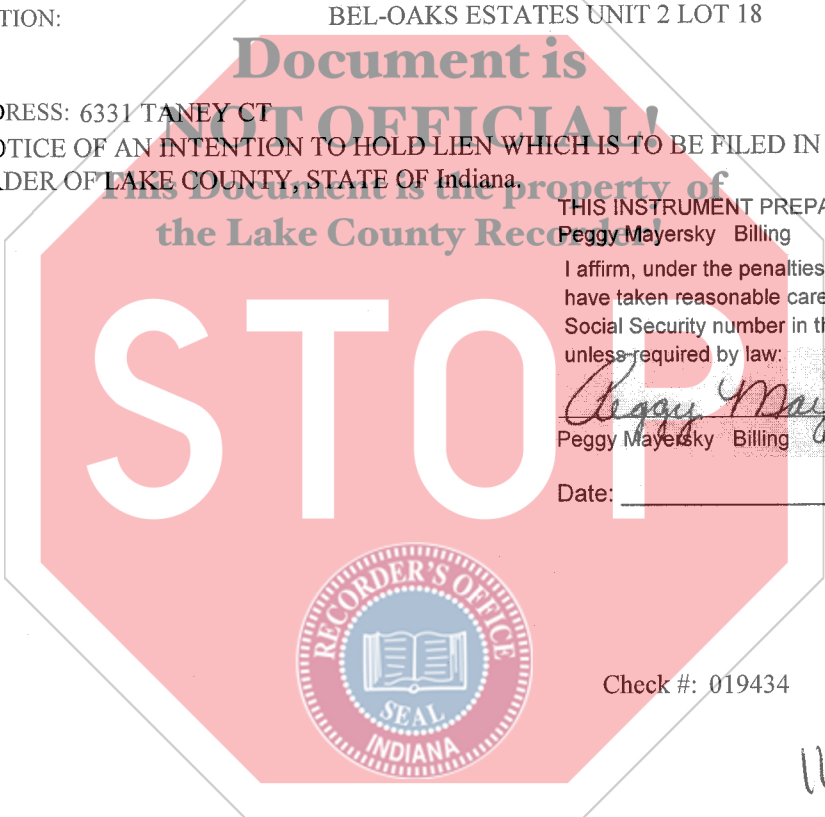 TION: BEL-OAKS ESTATES UNIT 2 LOT 18
Document is
DRESS: 6331 TANEY CT
NOT OFFICIAL!
OTICE OF AN INTENTION TO HOLD LIEN WHICH IS TO BE FILED IN
RDER OF LAKE COUNTY, STATE OF Indiana.
This Document is the property of
the Lake County Recorder!
THIS INSTRUMENT PREPA
Peggy Mayersky Billing
I affirm, under the penalties
have taken reasonable care
Social Security number in th
unless required by law:
Peggy May
Peggy Mayersky Billing
Date:
STOP
RECORDER'S OFFICE
SEAL
INDIANA
Check #: 019434